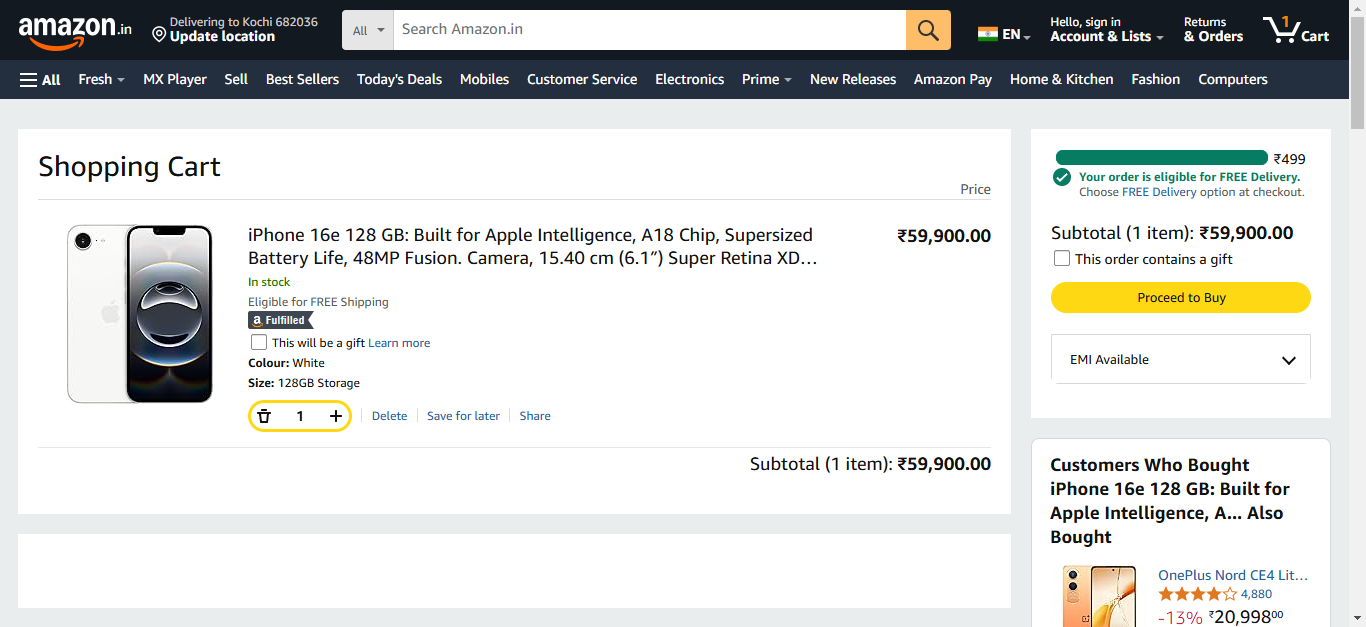 amazon.in
Delivering to Kochi 682036
Update location
All
Search Amazon.in
EN
Hello, sign in
Account & Lists
Returns
& Orders
1
Cart
All Fresh MX Player Sell Best Sellers Today's Deals Mobiles Customer Service Electronics Prime New Releases Amazon Pay Home & Kitchen Fashion Computers
Shopping Cart
Price
iPhone 16e 128 GB: Built for Apple Intelligence, A18 Chip, Supersized
Battery Life, 48MP Fusion. Camera, 15.40 cm (6.1″) Super Retina XD…
₹59,900.00
In stock
Eligible for FREE Shipping
a Fulfilled
This will be a gift Learn more
Colour: White
Size: 128GB Storage
1
Delete
Save for later
Share
Subtotal (1 item): ₹59,900.00
₹499
Your order is eligible for FREE Delivery.
Choose FREE Delivery option at checkout.
Subtotal (1 item): ₹59,900.00
This order contains a gift
Proceed to Buy
EMI Available
Customers Who Bought
iPhone 16e 128 GB: Built for
Apple Intelligence, A... Also
Bought
OnePlus Nord CE4 Lit...
4,880
-13% ₹20,99800